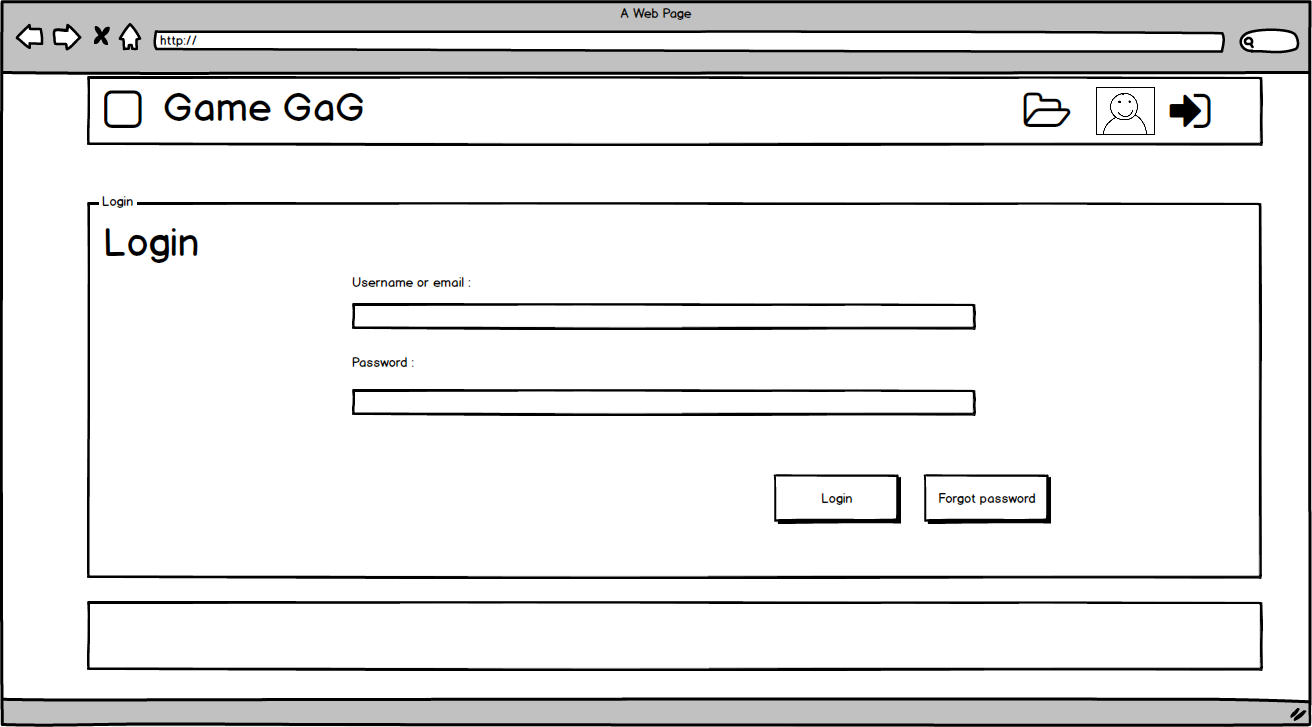 A Web Page
http://
Game GaG
Login
Login
Username or email :
Password :
Login
Forgot password